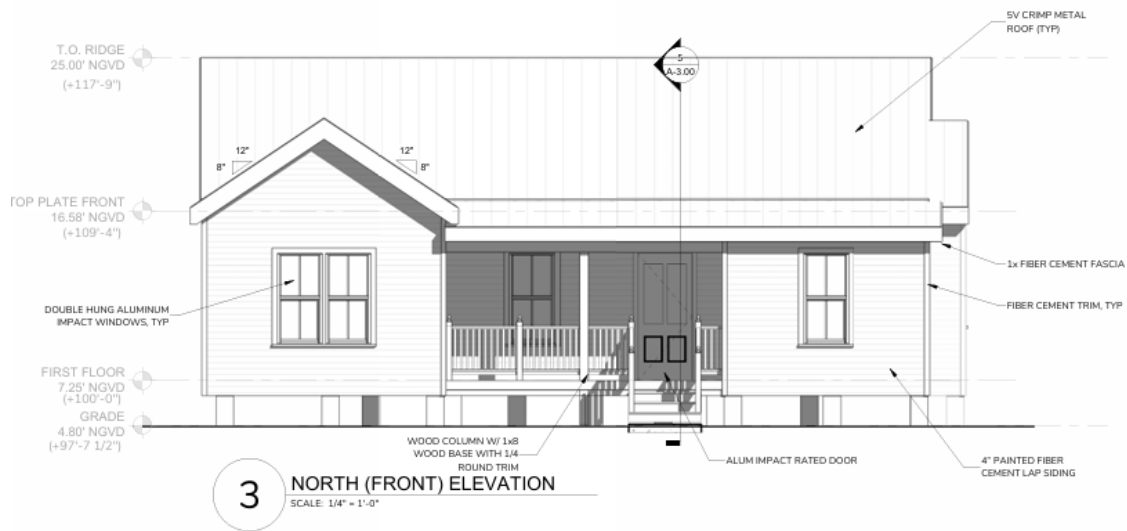 5V CRIMP METAL
ROOF (TYP)
T.O. RIDGE
25.00' NGVD
(+117'-9")
5
A-3.00
12"
8"
12"
8"
TOP PLATE FRONT
16.58' NGVD
(+109'-4")
1x FIBER CEMENT FASCIA
DOUBLE HUNG ALUMINUM
IMPACT WINDOWS, TYP
FIBER CEMENT TRIM, TYP
FIRST FLOOR
7.25' NGVD
(+100'-0")
GRADE
4.80' NGVD
(+97'-7 1/2")
WOOD COLUMN W/ 1x8
WOOD BASE WITH 1/4
ROUND TRIM
ALUM IMPACT RATED DOOR
4" PAINTED FIBER
CEMENT LAP SIDING
3
NORTH (FRONT) ELEVATION
SCALE: 1/4" = 1'-0"